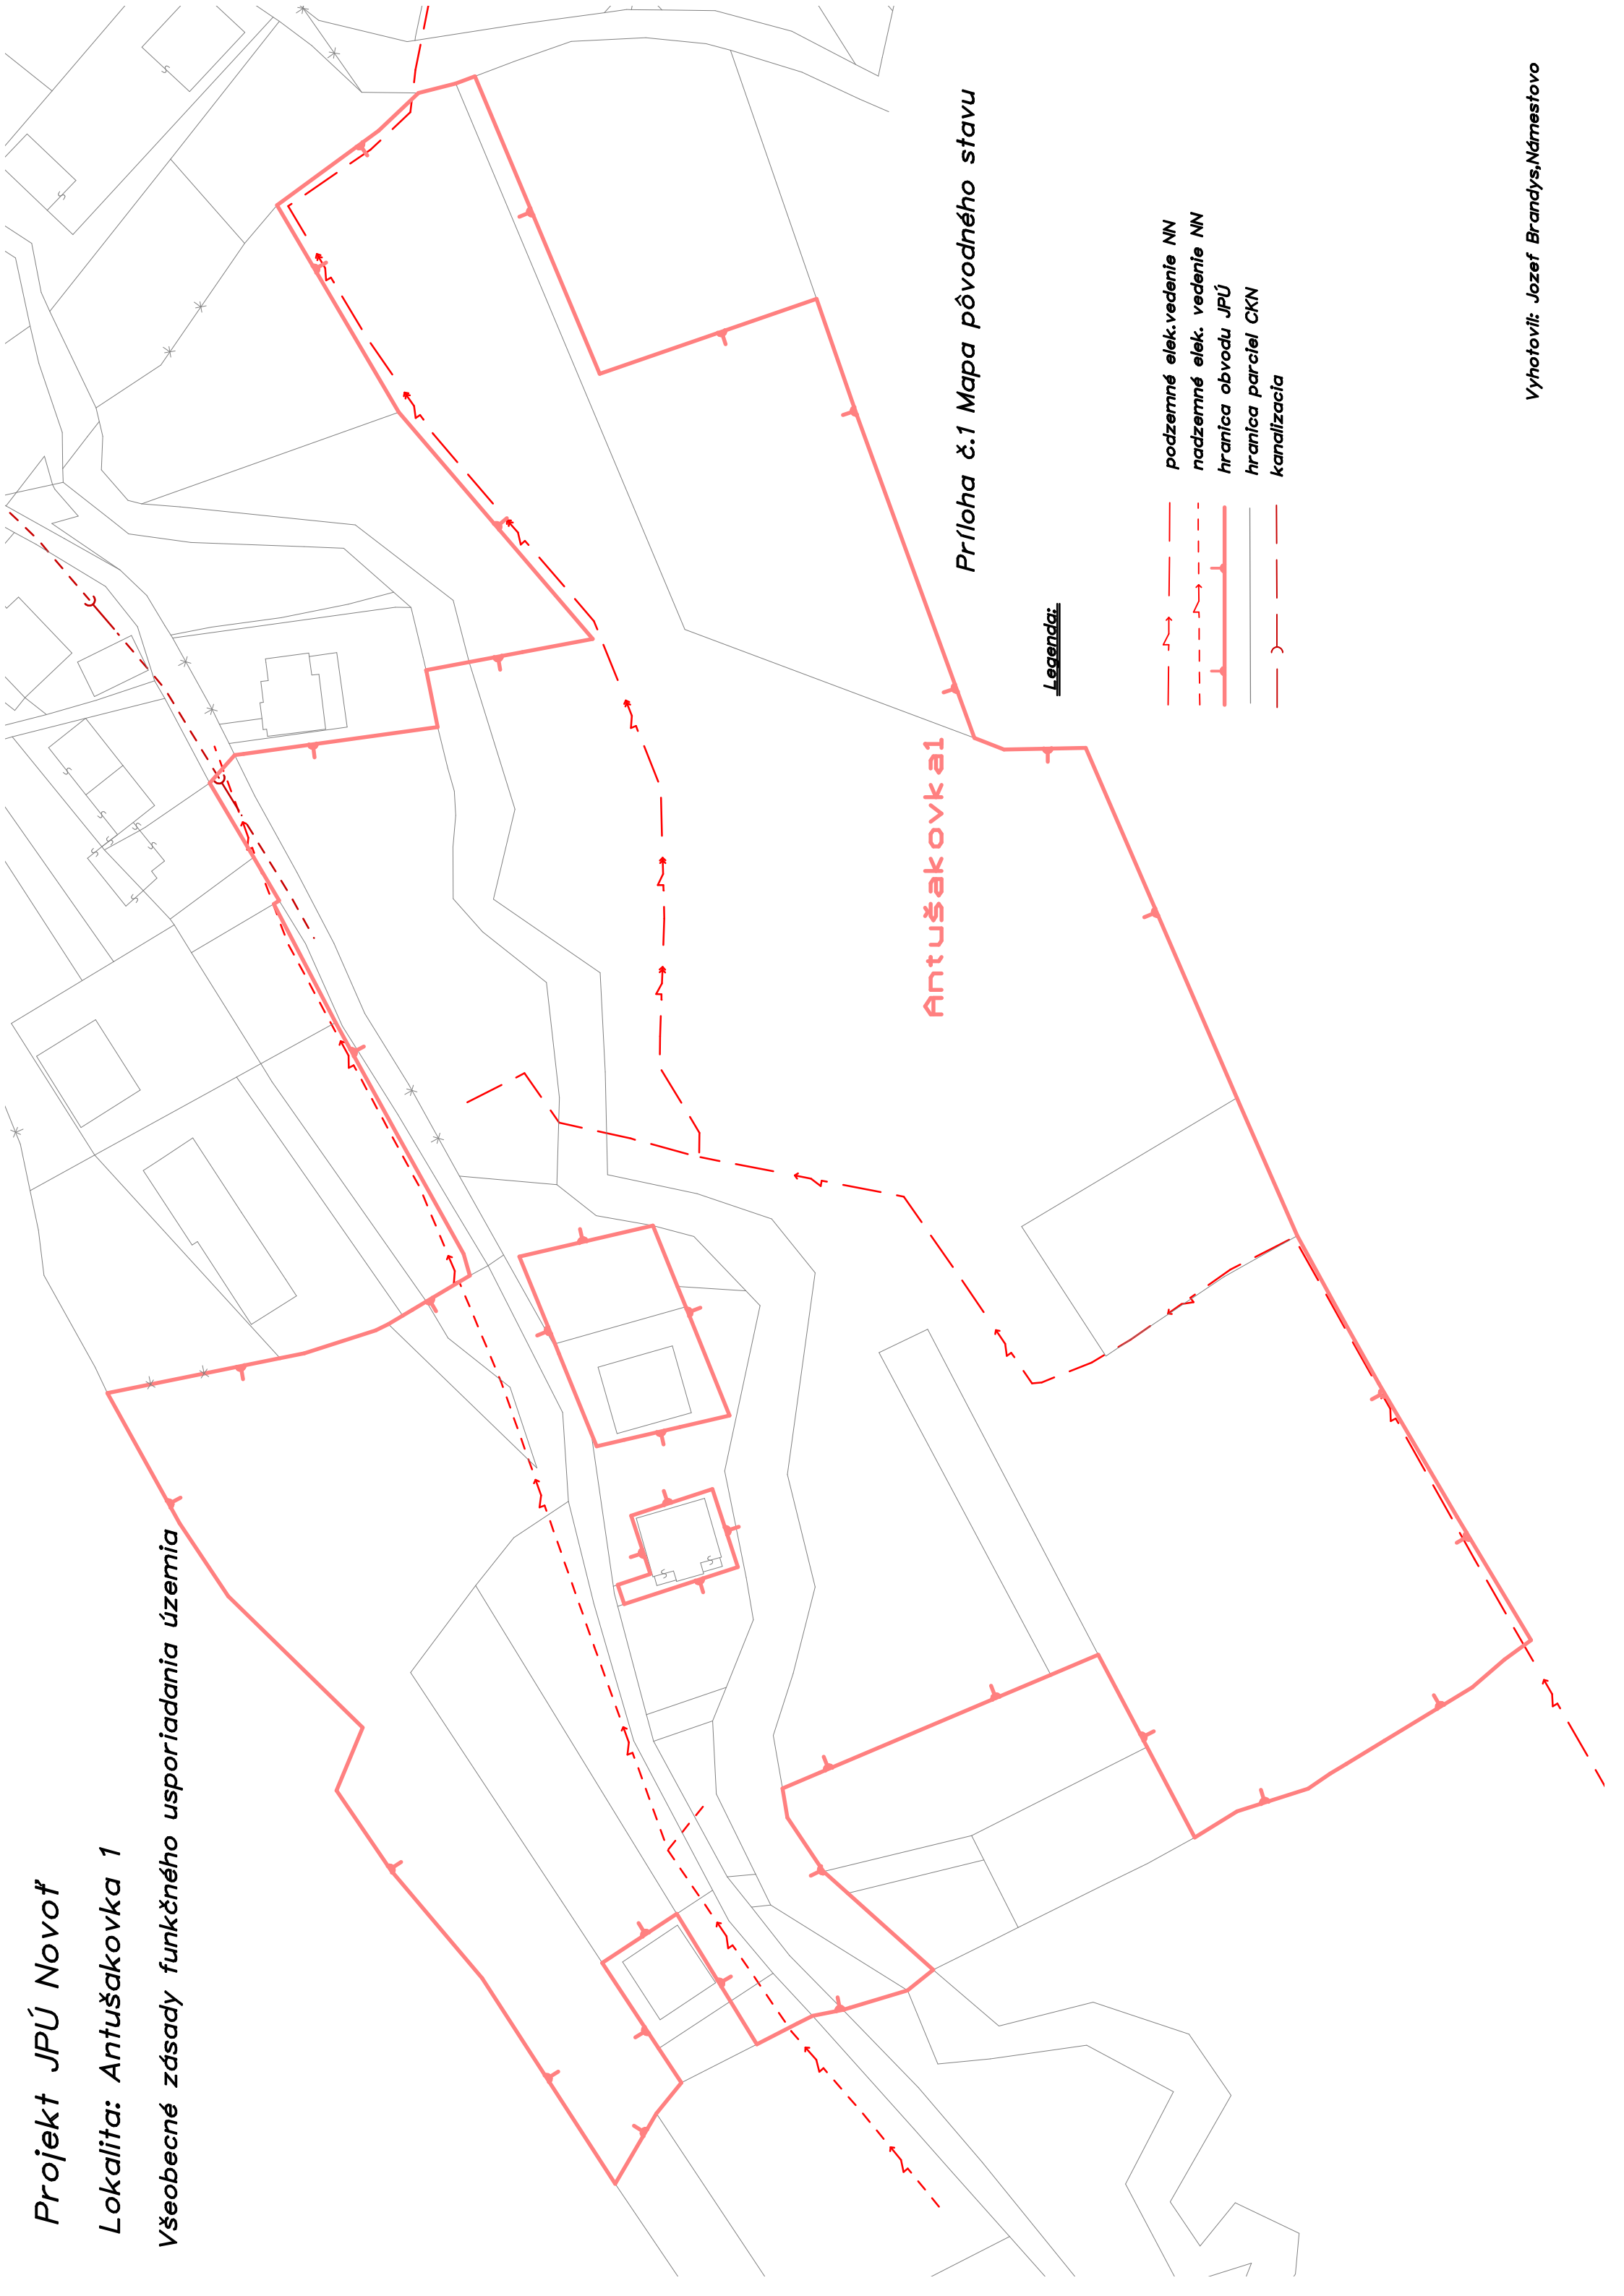 Projekt JPÚ Novoť
Lokalita: Antušakovka 1
Všeobecné zásady funkčného usporiadania územia
Antušakovka1
Príloha č.1 Mapa pôvodného stavu
Legenda:
podzemné elek.vedenie NN
nadzemné elek. vedenie NN
hranica obvodu JPÚ
hranica parciel CKN
kanalizacia
Vyhotovil: Jozef Brandys,Námestovo